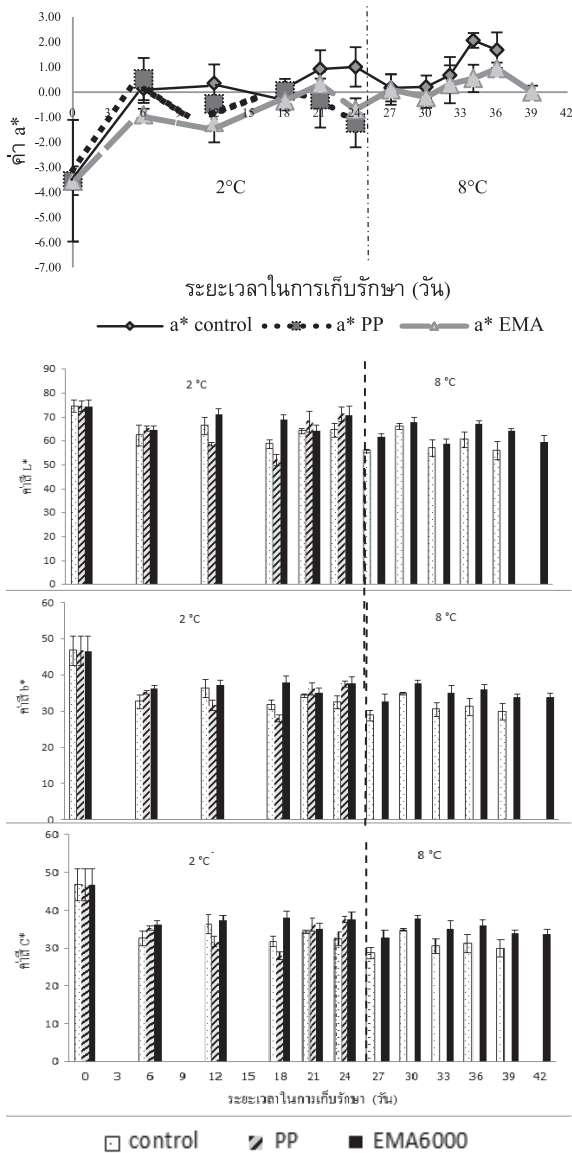 3.00
2.00
1.00
0.00
-1.00
-2.00
-3.00
-4.00
-5.00
-6.00
-7.00
ค่า a*
0 6 12 18 21 24 27 30 33 34 36 39 42
2°C 8°C
ระยะเวลาในการเก็บรักษา (วัน)
a* control a* PP a* EMA
90
80
70
60
50
40
30
20
10
0
ค่าสี L*
2 °C 8 °C
60
50
40
30
20
10
0
ค่าสี b*
2 °C 8 °C
60
50
40
30
20
10
0
ค่าสี C*
2 °C 8 °C
0 3 6 9 12 15 18 21 24 27 30 33 36 39 42
ระยะเวลาในการเก็บรักษา (วัน)
control PP EMA6000